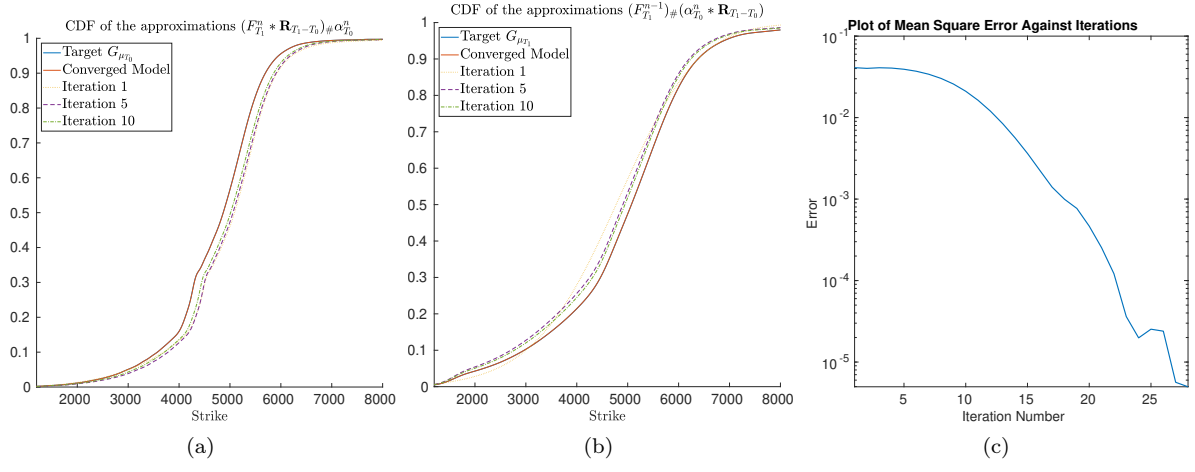 CDF of the approximations $(F^n_{T_1} * \mathbf{R}_{T_1-T_0})_\# \alpha^n_{T_0}$
1
0.9
0.8
0.7
0.6
0.5
0.4
0.3
0.2
0.1
0
Target $G_{\mu_{T_0}}$
Converged Model
Iteration 1
Iteration 5
Iteration 10
2000 3000 4000 5000 6000 7000 8000
Strike
(a)
CDF of the approximations $(F^{n-1}_{T_1})_\# (\alpha^n_{T_0} * \mathbf{R}_{T_1-T_0})$
1
0.9
0.8
0.7
0.6
0.5
0.4
0.3
0.2
0.1
0
Target $G_{\mu_{T_1}}$
Converged Model
Iteration 1
Iteration 5
Iteration 10
2000 3000 4000 5000 6000 7000 8000
Strike
(b)
Plot of Mean Square Error Against Iterations
$10^{-1}$
$10^{-2}$
$10^{-3}$
$10^{-4}$
$10^{-5}$
Error
5 10 15 20 25
Iteration Number
(c)